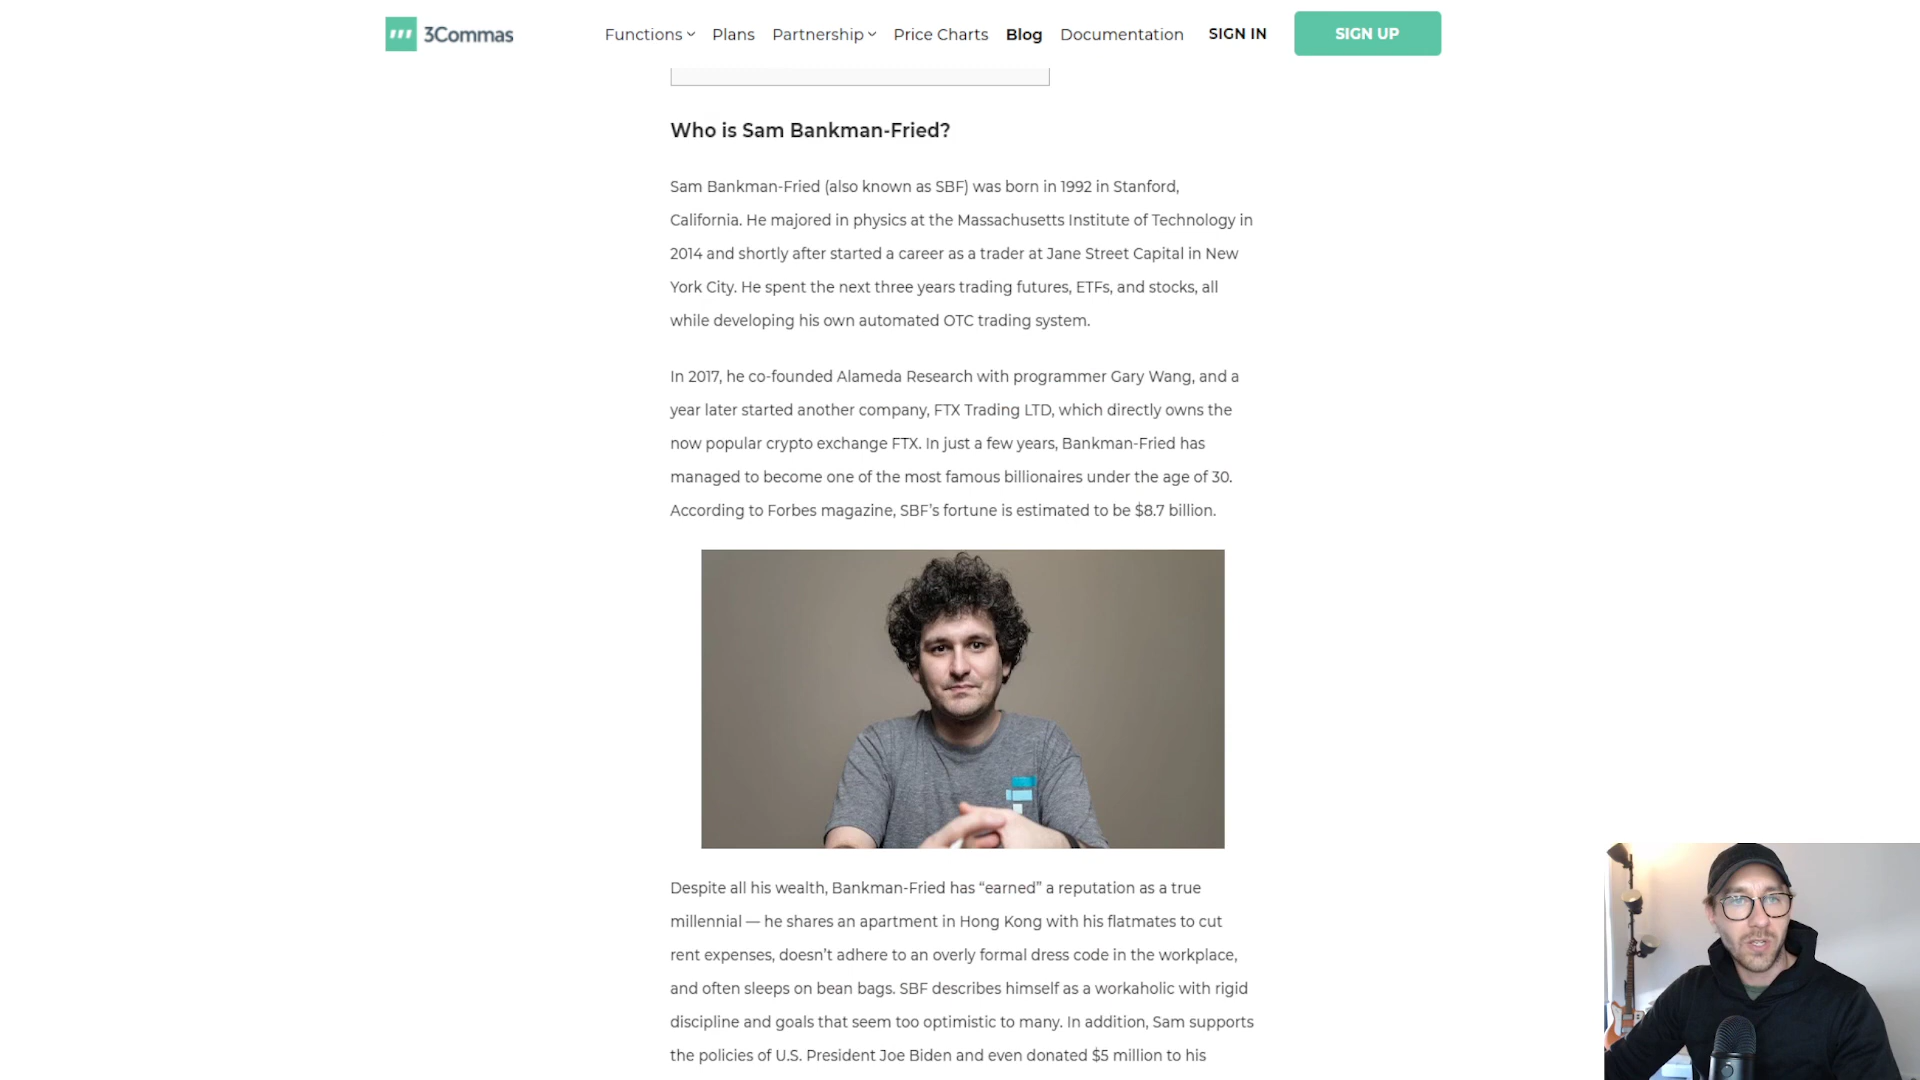 3Commas
Functions Plans Partnership Price Charts Blog Documentation SIGN IN SIGN UP
Who is Sam Bankman-Fried?
Sam Bankman-Fried (also known as SBF) was born in 1992 in Stanford,
California. He majored in physics at the Massachusetts Institute of Technology in
2014 and shortly after started a career as a trader at Jane Street Capital in New
York City. He spent the next three years trading futures, ETFs, and stocks, all
while developing his own automated OTC trading system.
In 2017, he co-founded Alameda Research with programmer Gary Wang, and a
year later started another company, FTX Trading LTD, which directly owns the
now popular crypto exchange FTX. In just a few years, Bankman-Fried has
managed to become one of the most famous billionaires under the age of 30.
According to Forbes magazine, SBF’s fortune is estimated to be $8.7 billion.
Despite all his wealth, Bankman-Fried has “earned” a reputation as a true
millennial — he shares an apartment in Hong Kong with his flatmates to cut
rent expenses, doesn’t adhere to an overly formal dress code in the workplace,
and often sleeps on bean bags. SBF describes himself as a workaholic with rigid
discipline and goals that seem too optimistic to many. In addition, Sam supports
the policies of U.S. President Joe Biden and even donated $5 million to his